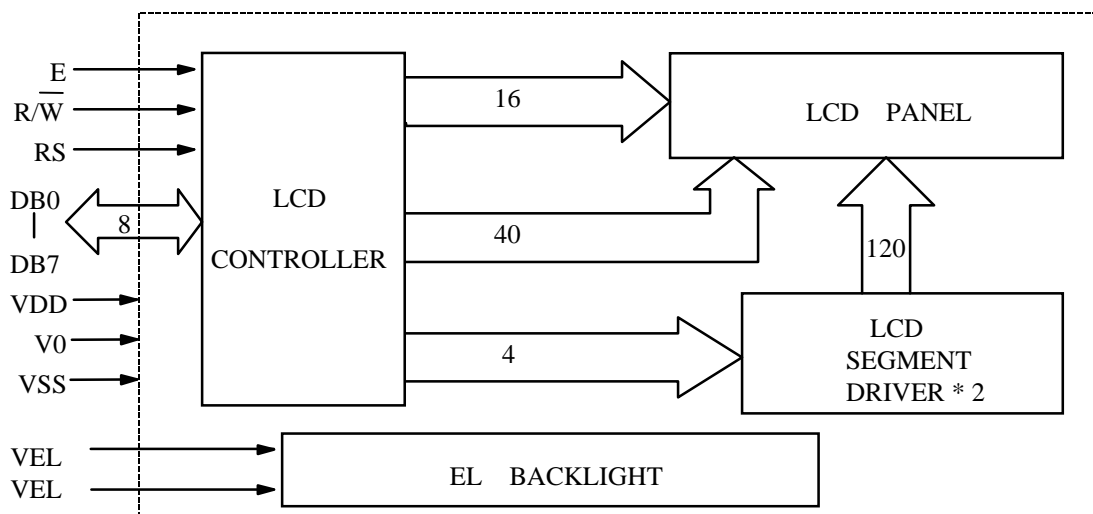 E
R/W̅
RS
DB0
DB7
8
VDD
V0
VSS
VEL
VEL
LCD
CONTROLLER
16
40
4
LCD PANEL
120
LCD
SEGMENT
DRIVER * 2
EL BACKLIGHT